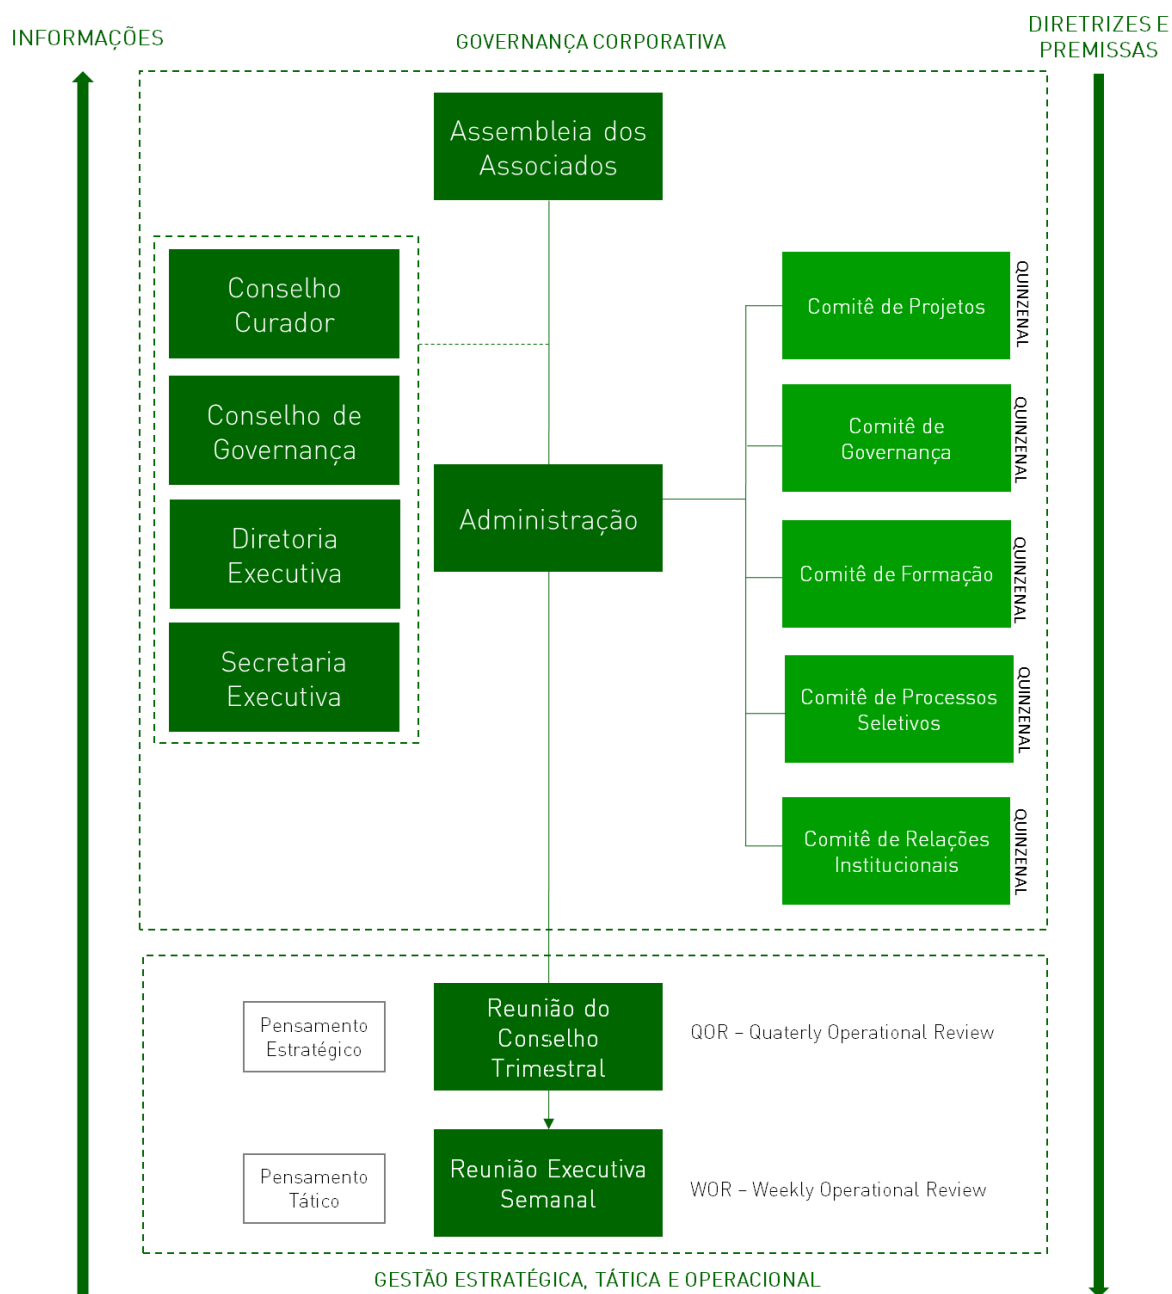 INFORMAÇÕES
GOVERNANÇA CORPORATIVA
DIRETRIZES E
PREMISSAS
Assembleia dos
Associados
Conselho
Curador
Conselho de
Governança
Diretoria
Executiva
Secretaria
Executiva
Administração
Comitê de Projetos
QUINZENAL
Comitê de
Governança
QUINZENAL
Comitê de Formação
QUINZENAL
Comitê de Processos
Seletivos
QUINZENAL
Comitê de Relações
Institucionais
QUINZENAL
Pensamento
Estratégico
Reunião do
Conselho
Trimestral
QOR – Quaterly Operational Review
Pensamento
Tático
Reunião Executiva
Semanal
WOR – Weekly Operational Review
GESTÃO ESTRATÉGICA, TÁTICA E OPERACIONAL